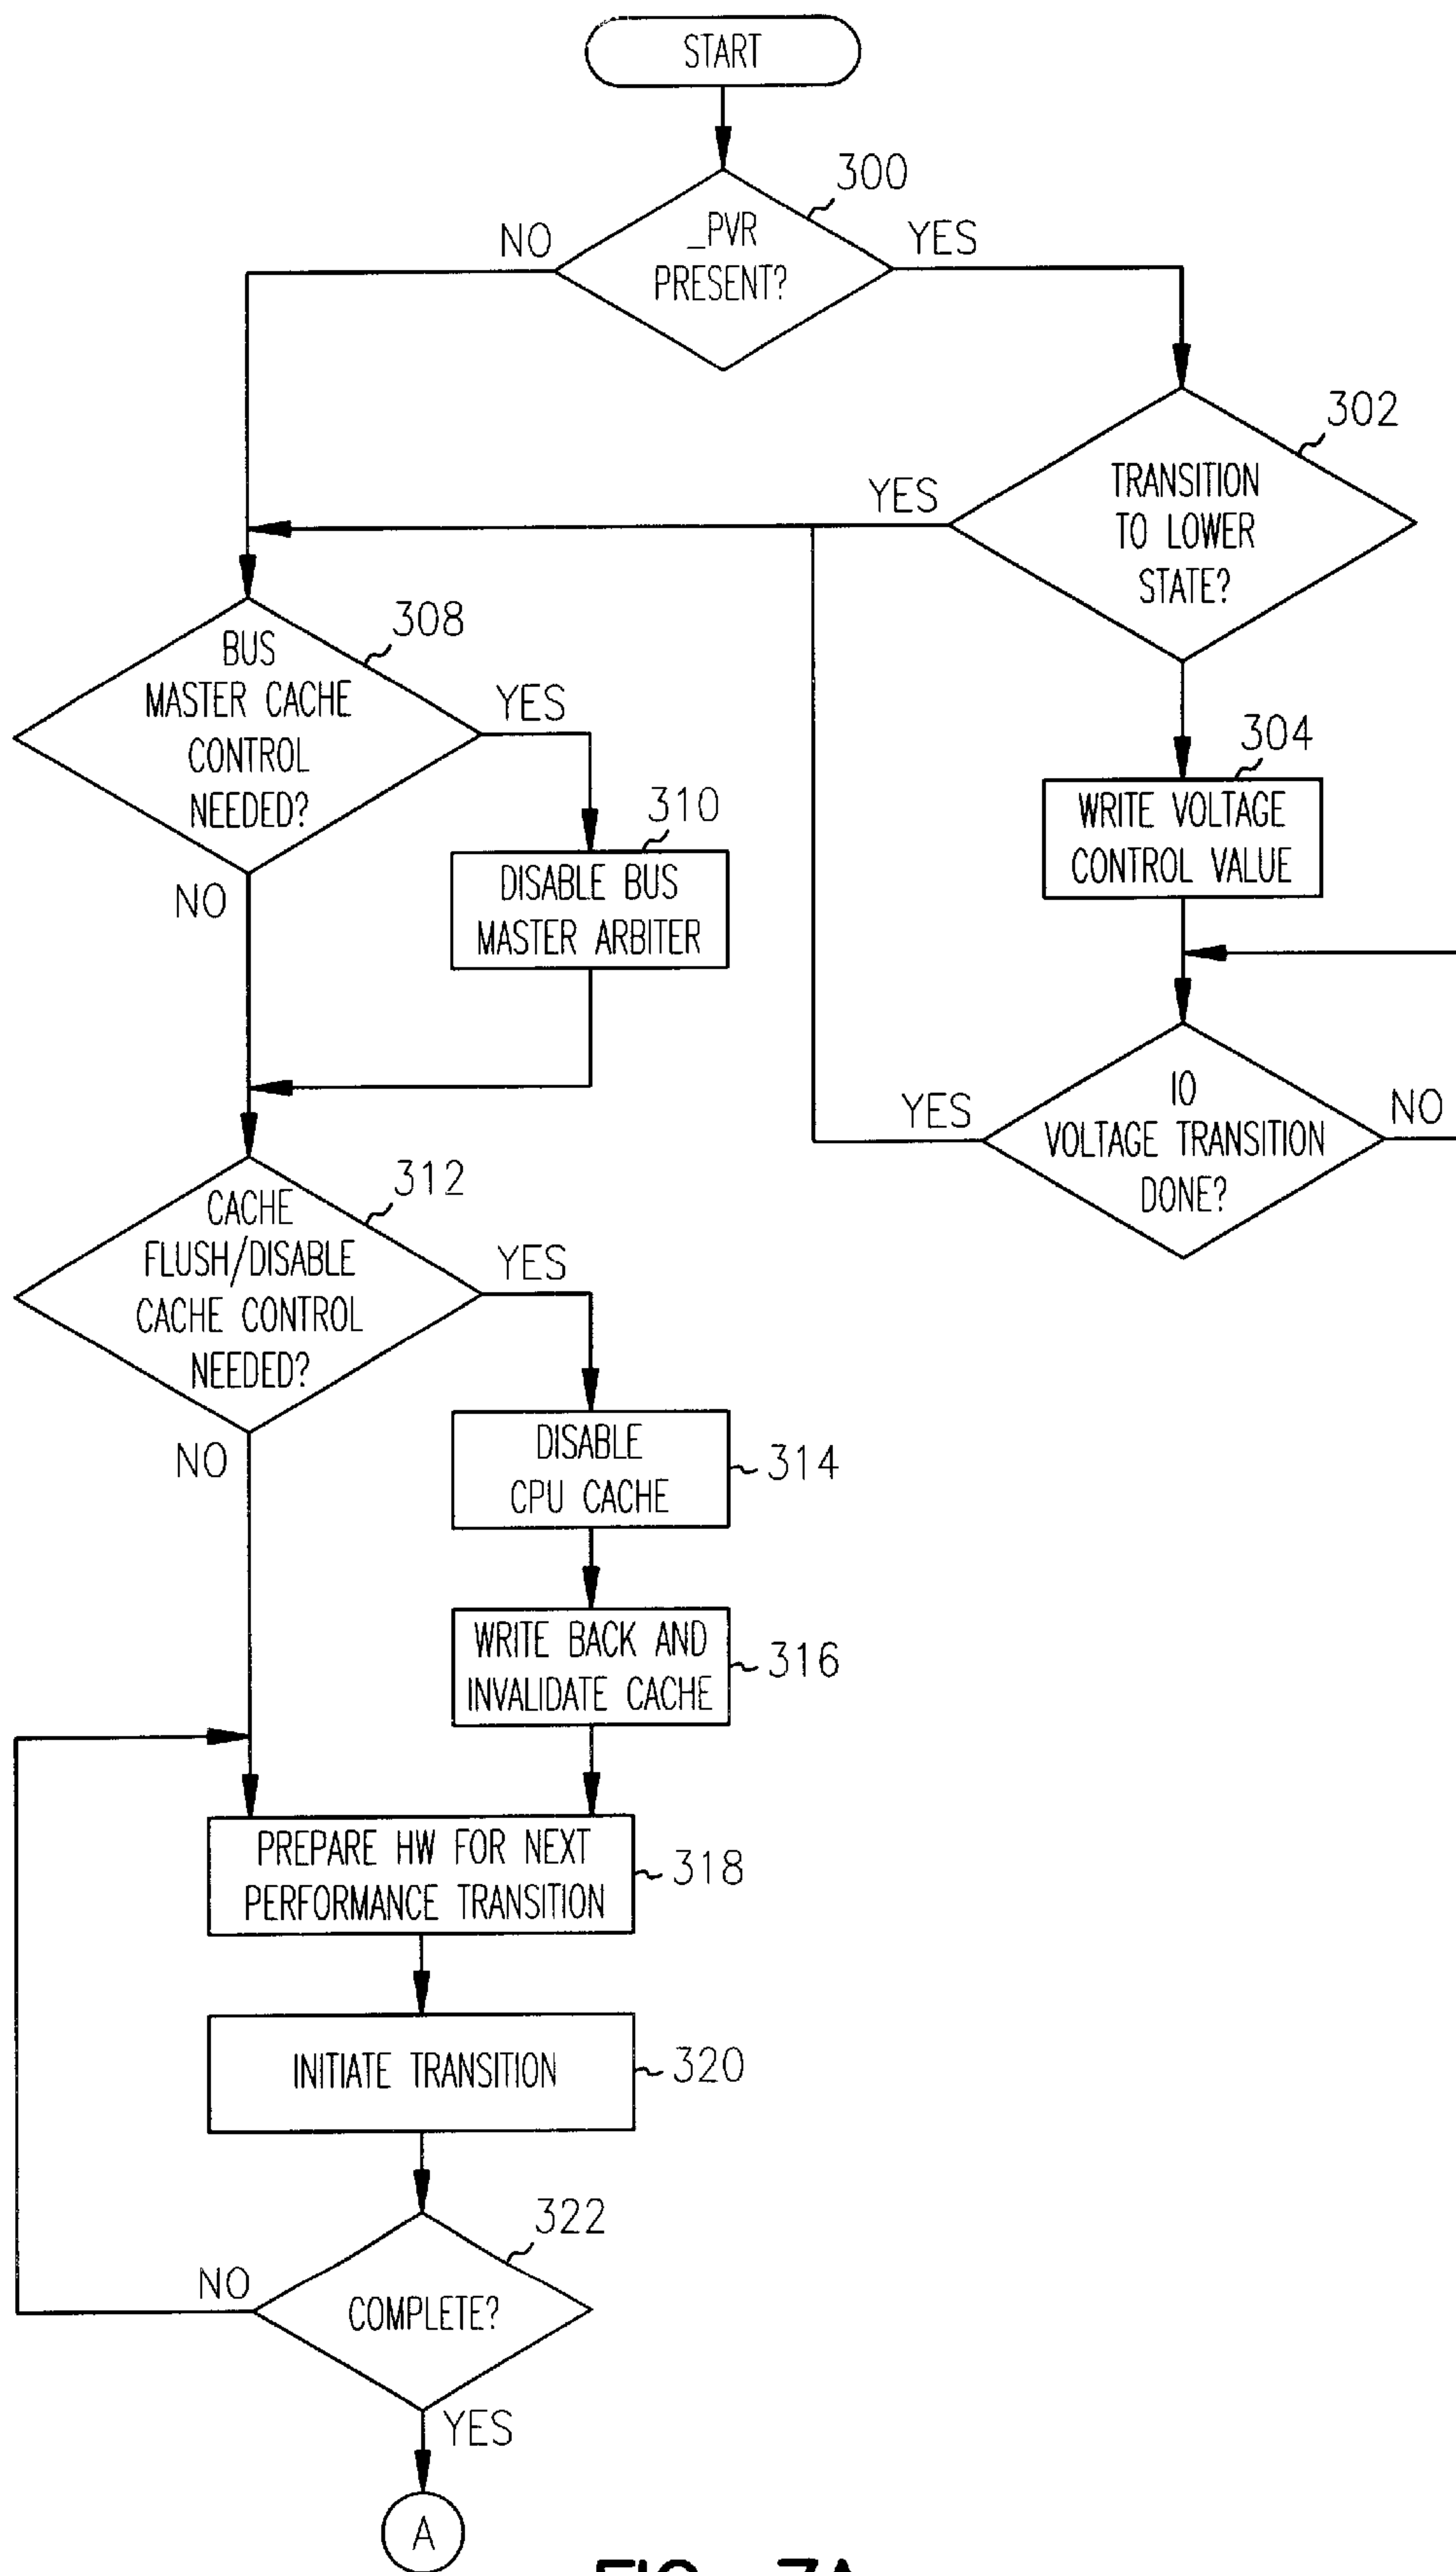 START
300
_PVR
PRESENT?
NO
YES
302
TRANSITION
TO LOWER
STATE?
YES
308
BUS
MASTER CACHE
CONTROL
NEEDED?
YES
NO
304
WRITE VOLTAGE
CONTROL VALUE
310
DISABLE BUS
MASTER ARBITER
IO
VOLTAGE TRANSITION
DONE?
YES
NO
312
CACHE
FLUSH/DISABLE
CACHE CONTROL
NEEDED?
YES
NO
DISABLE
CPU CACHE
314
WRITE BACK AND
INVALIDATE CACHE
316
PREPARE HW FOR NEXT
PERFORMANCE TRANSITION
318
INITIATE TRANSITION
320
322
COMPLETE?
NO
YES
A
FIG. 7A